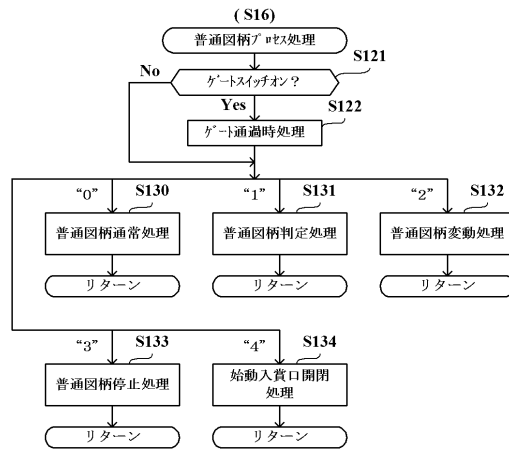 ( S16)
普通図柄ﾌﾟﾛｾｽ処理
S121
No
ｹﾞｰﾄスイッチオン？
Yes
S122
ｹﾞｰﾄ通過時処理
“0” S130 “1” S131 “2” S132
普通図柄通常処理 普通図柄判定処理 普通図柄変動処理
リターン リターン リターン
“3” S133 “4” S134
普通図柄停止処理 始動入賞口開閉
処理
リターン リターン